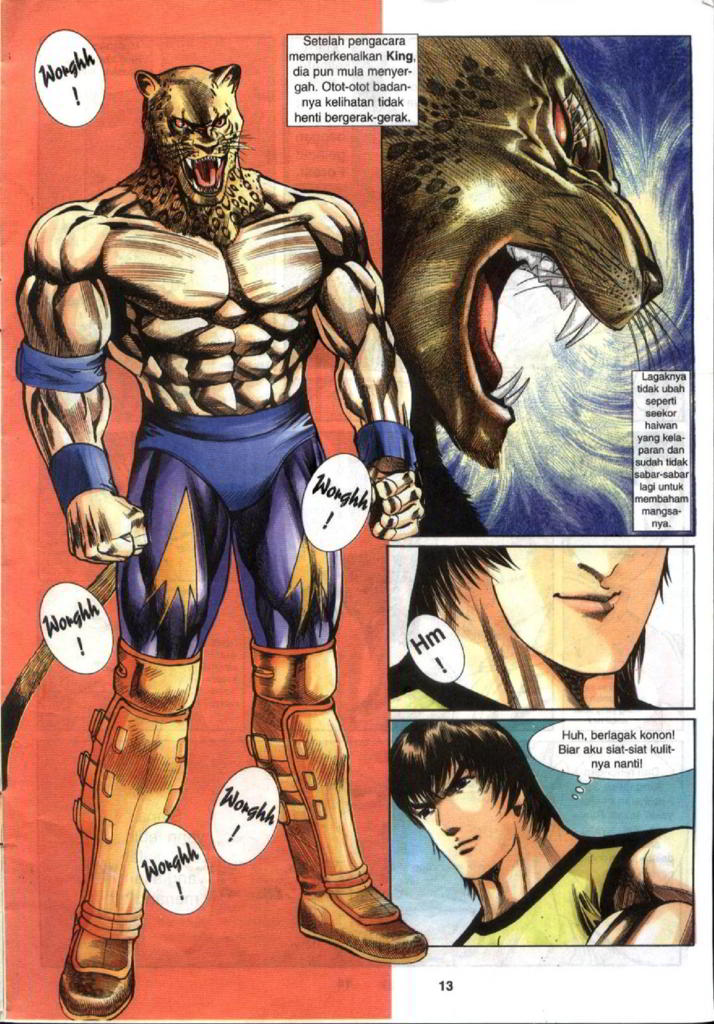 Worghh
!
Setelah pengacara
memperkenalkan King,
dia pun mula menyer-
gah. Otot-otot badan-
nya kelihatan tidak
henti bergerak-gerak.
Lagaknya
tidak ubah
seperti
seekor
haiwan
yang kela-
paran dan
sudah tidak
sabar-sabar
lagi untuk
membaham
mangsa-
nya.
Worghh
!
Worghh
!
Worghh
!
Worghh
!
Hm
!
Huh, berlagak konon!
Biar aku siat-siat kulit-
nya nanti!
13